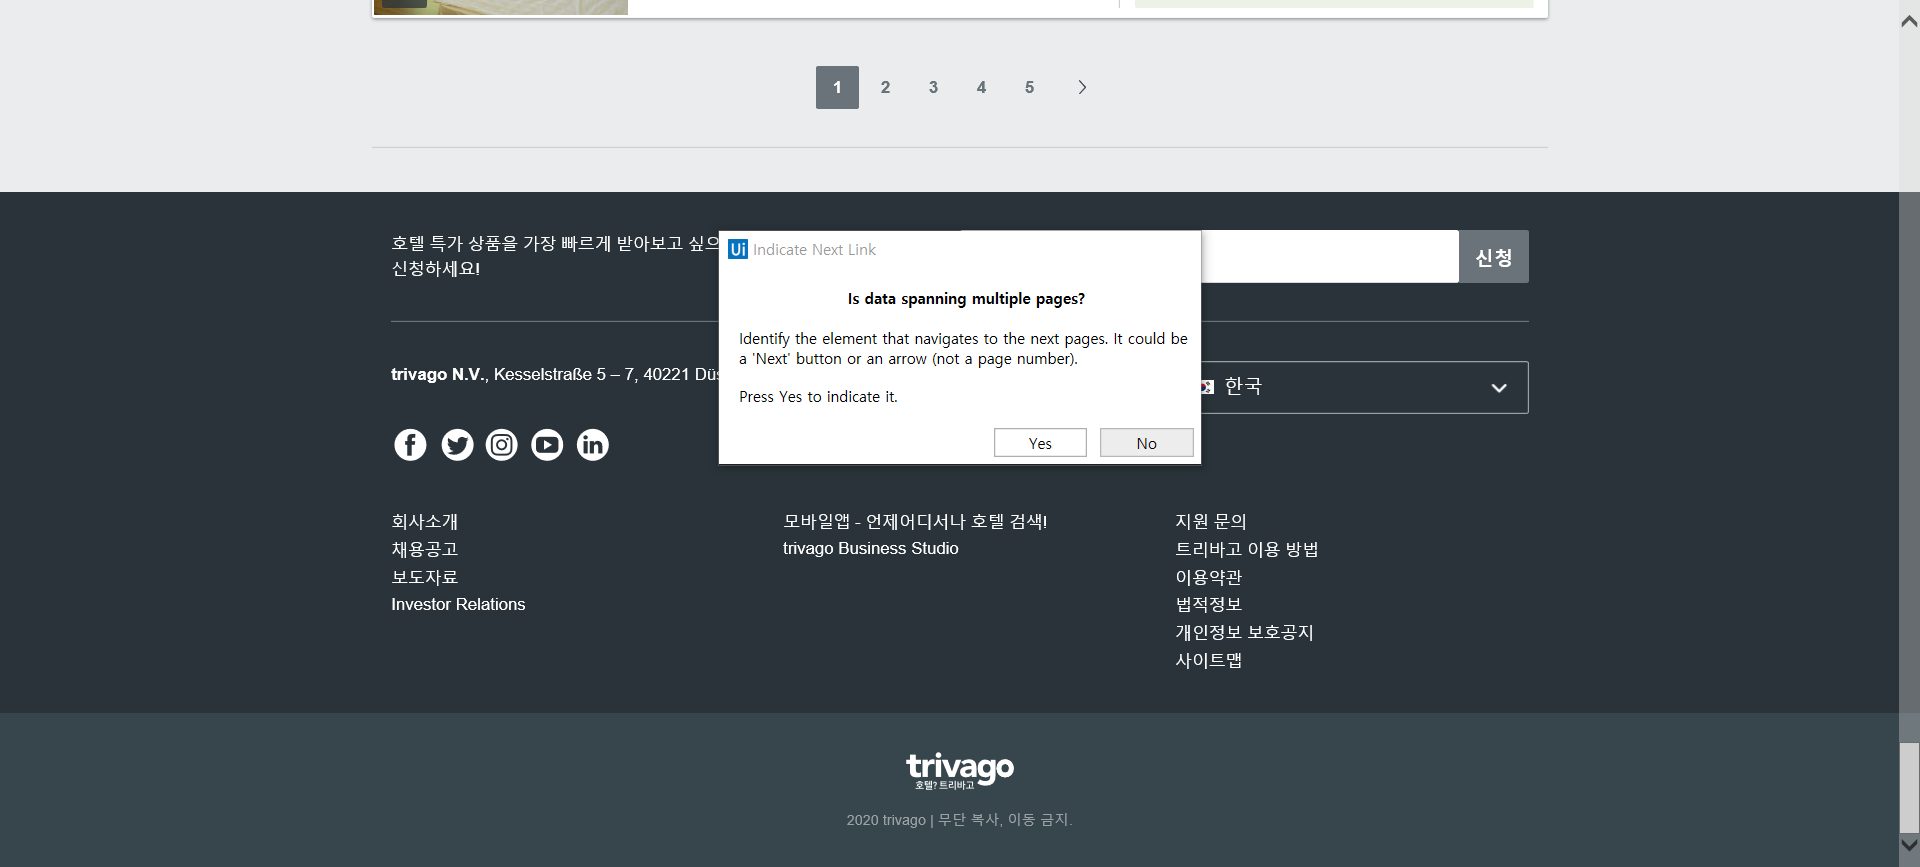 1 2 3 4 5
호텔 특가 상품을 가장 빠르게 받아보고 싶으
신청하세요!
신청
Ui Indicate Next Link
Is data spanning multiple pages?
Identify the element that navigates to the next pages. It could be
a 'Next' button or an arrow (not a page number).
Press Yes to indicate it.
Yes No
trivago N.V., Kesselstraße 5 – 7, 40221 Düs
한국
회사소개
채용공고
보도자료
Investor Relations
모바일앱 - 언제어디서나 호텔 검색!
trivago Business Studio
지원 문의
트리바고 이용 방법
이용약관
법적정보
개인정보 보호공지
사이트맵
trivago
호텔? 트리바고
2020 trivago | 무단 복사, 이동 금지.